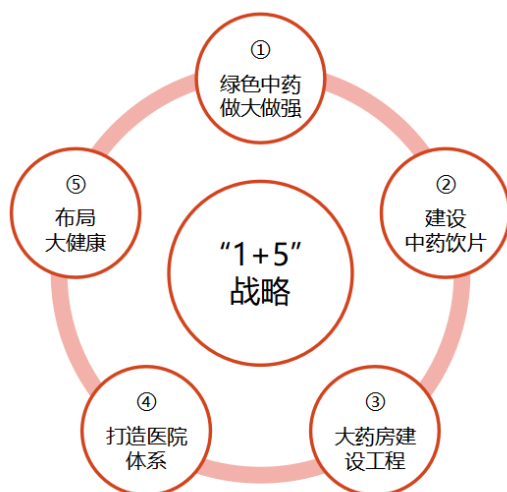 ①
绿色中药
做大做强
②
建设
中药饮片
③
大药房建
设工程
④
打造医院
体系
⑤
布局
大健康
“1+5”
战略